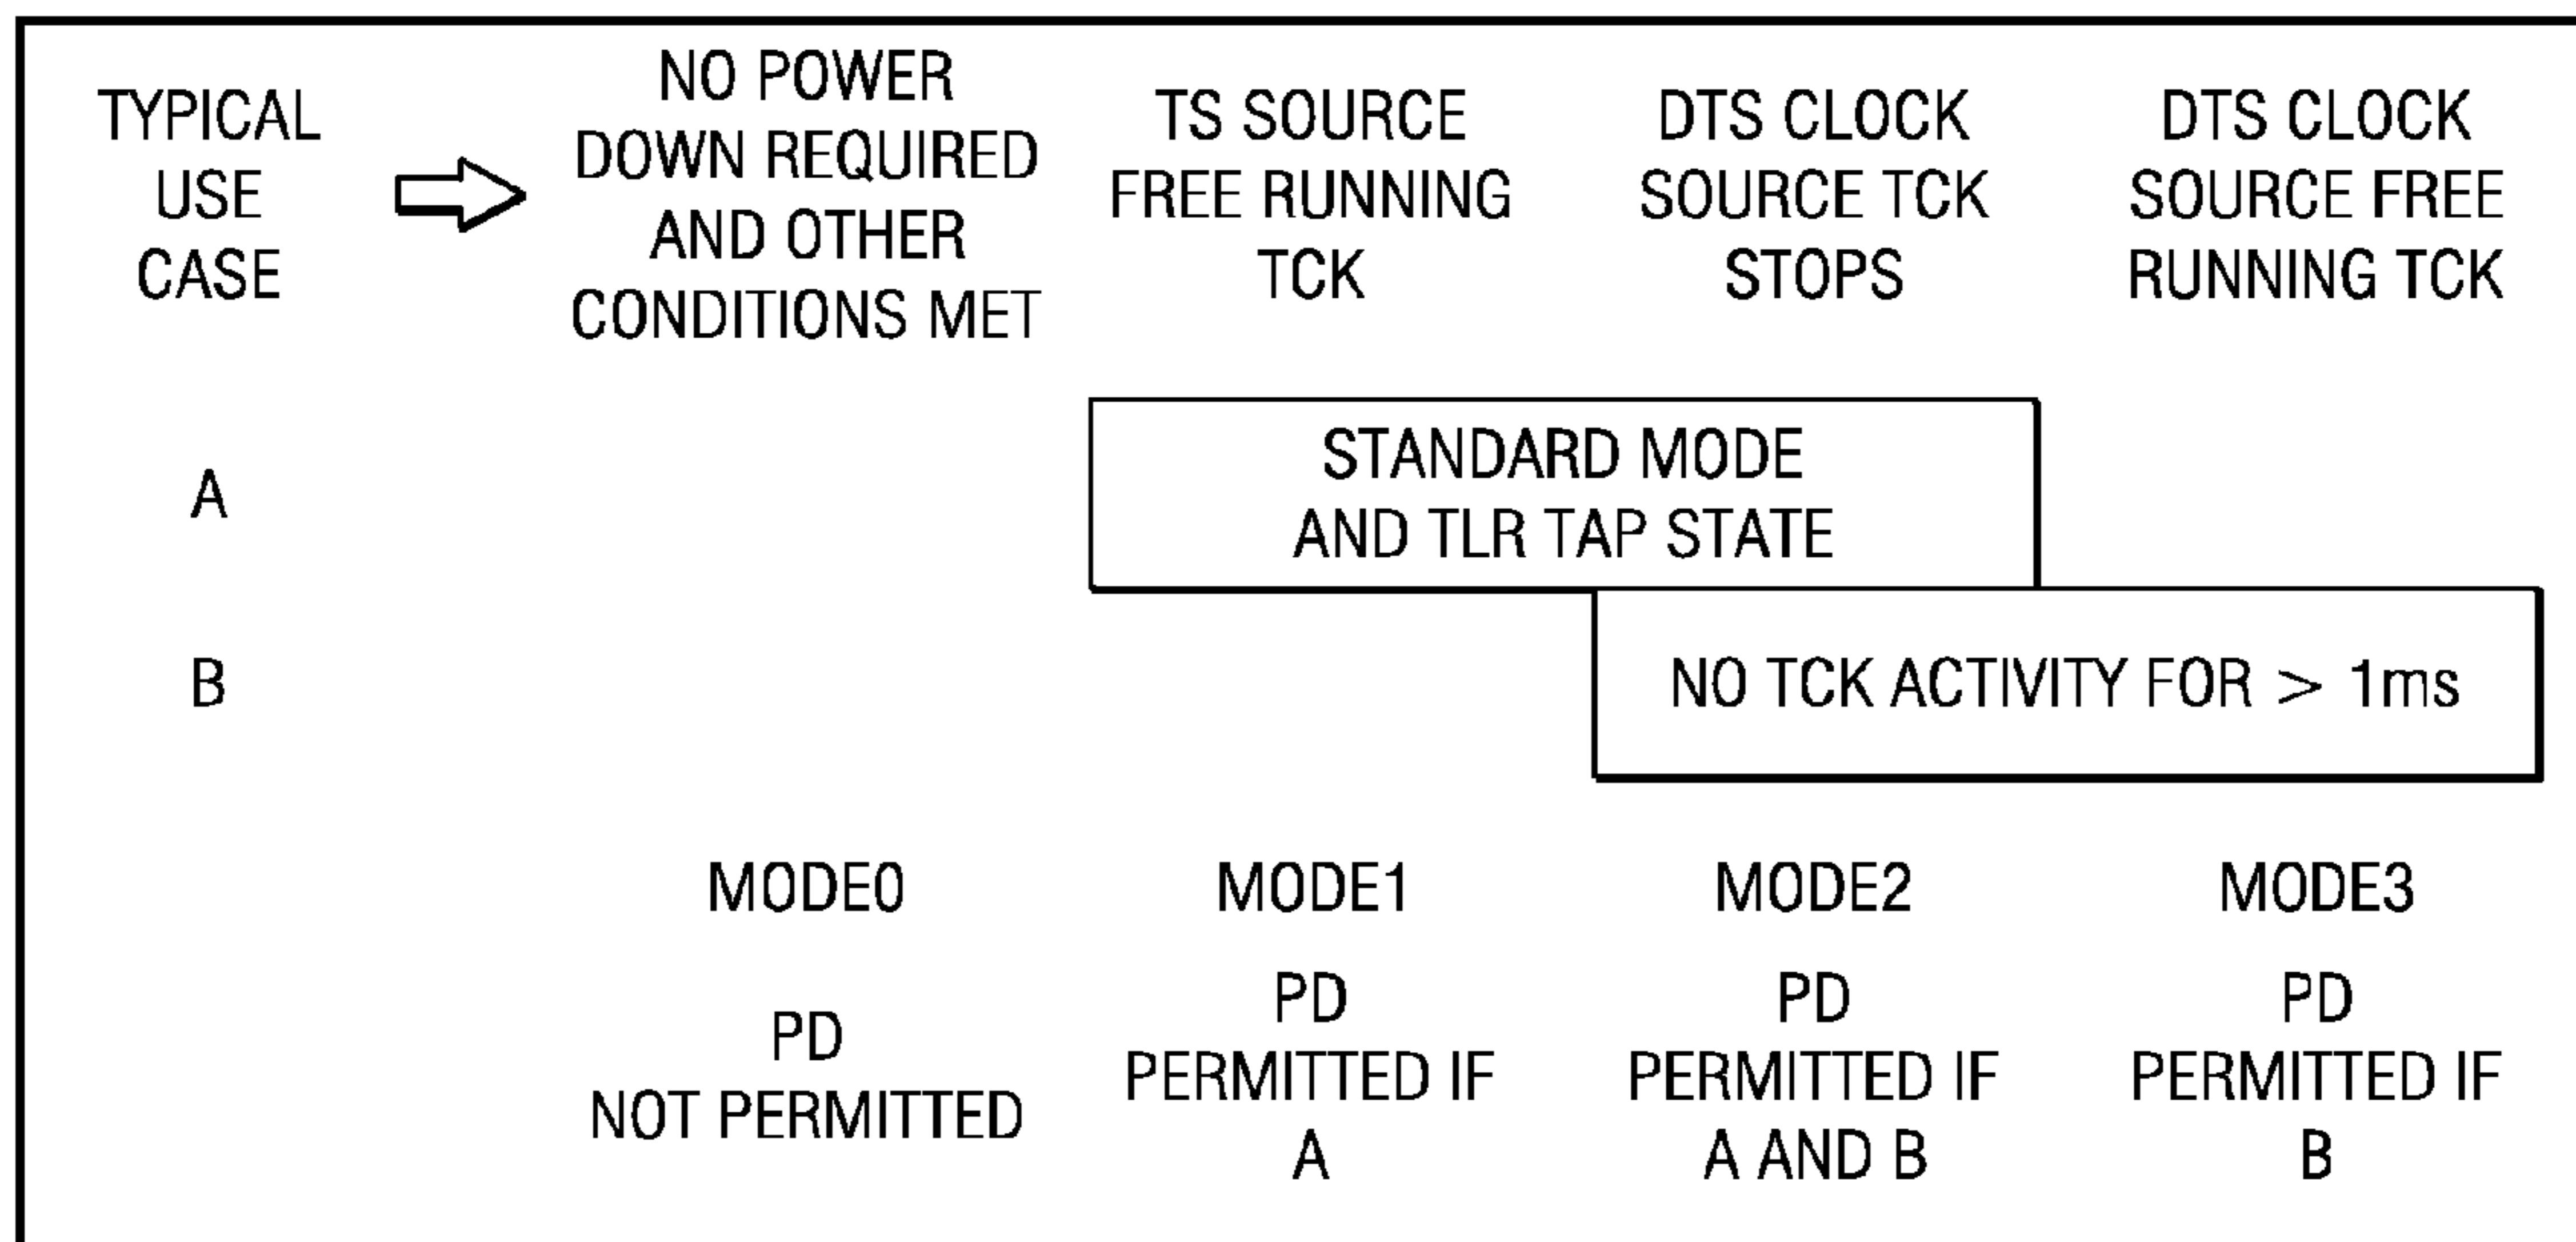 TYPICAL
USE
CASE
NO POWER
DOWN REQUIRED
AND OTHER
CONDITIONS MET
TS SOURCE
FREE RUNNING
TCK
DTS CLOCK
SOURCE TCK
STOPS
DTS CLOCK
SOURCE FREE
RUNNING TCK
A
STANDARD MODE
AND TLR TAP STATE
B
NO TCK ACTIVITY FOR > 1ms
MODE0
MODE1
MODE2
MODE3
PD
NOT PERMITTED
PD
PERMITTED IF
A
PD
PERMITTED IF
A AND B
PD
PERMITTED IF
B